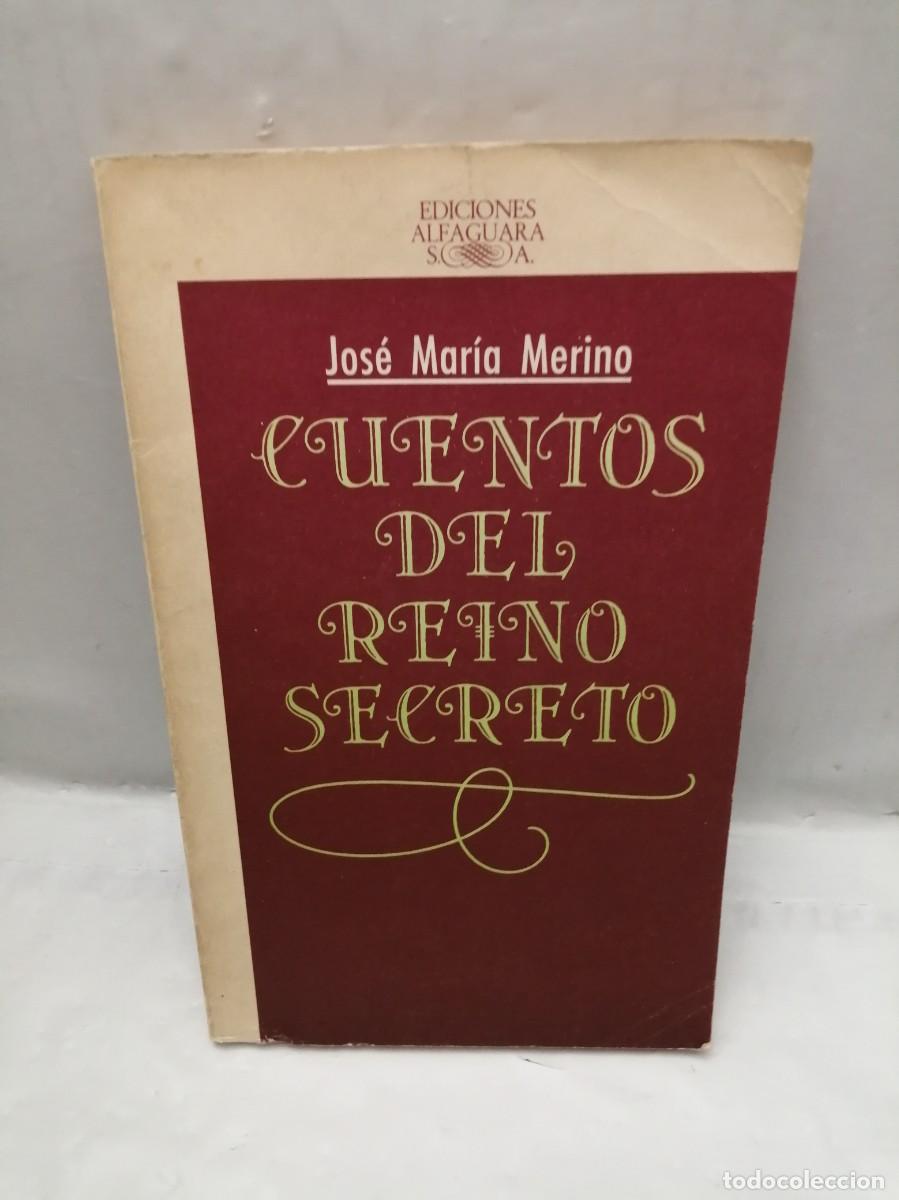 EDICIONES
ALFAGUARA
S. A.
José María Merino
CUENTOS
DEL
REINO
SECRETO
todocoleccion